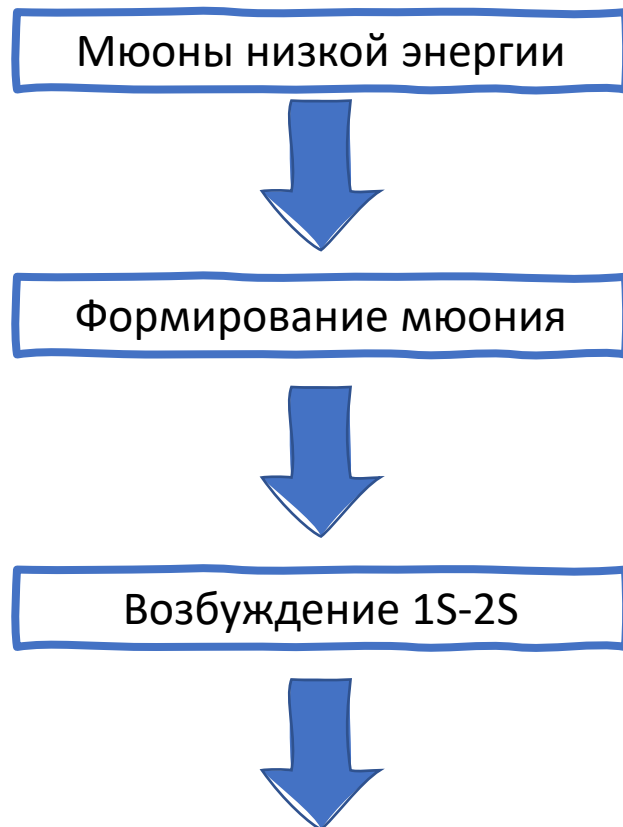 Мюоны низкой энергии
Формирование мюония
Возбуждение 1S-2S